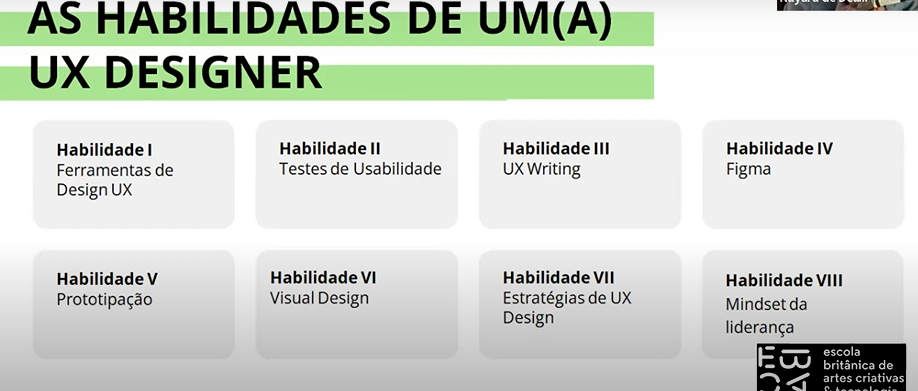 AS HABILIDADES DE UM(A)
UX DESIGNER
Habilidade I
Ferramentas de
Design UX
Habilidade II
Testes de Usabilidade
Habilidade III
UX Writing
Habilidade IV
Figma
Habilidade V
Prototipação
Habilidade VI
Visual Design
Habilidade VII
Estratégias de UX
Design
Habilidade VIII
Mindset da
liderança
escola
britânica de
artes criativas
& tecnologia